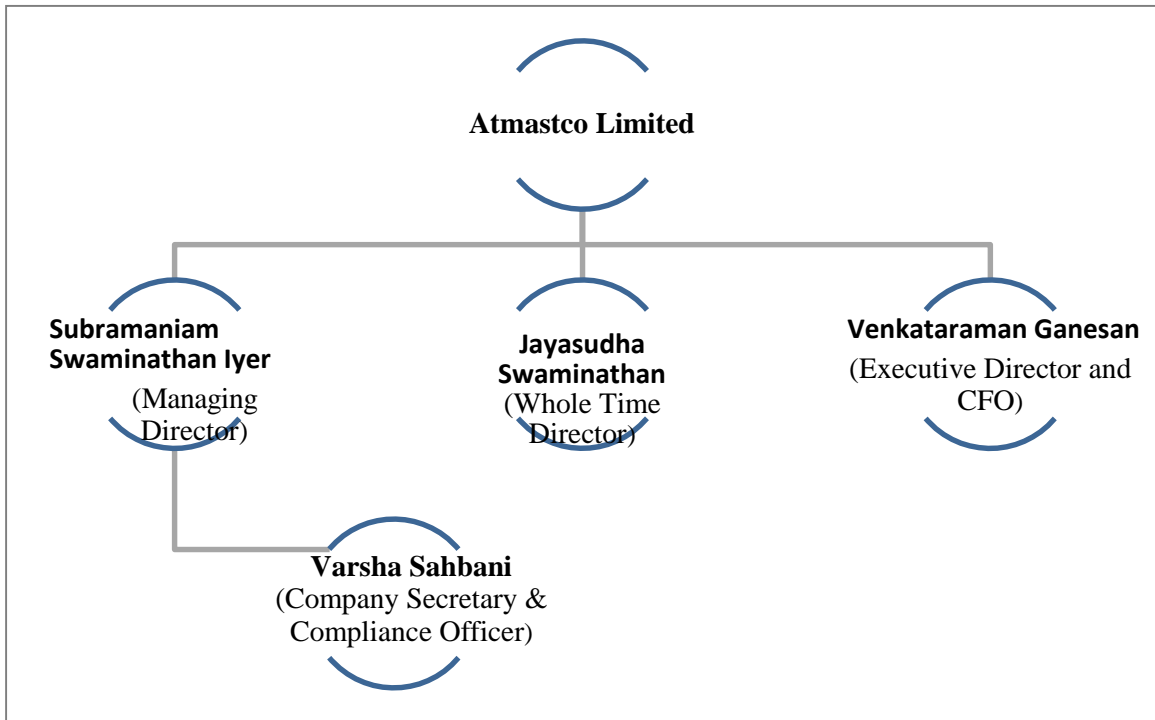 Atmastco Limited
Subramaniam
Swaminathan Iyer
(Managing
Director)
Jayasudha
Swaminathan
(Whole Time
Director)
Venkataraman Ganesan
(Executive Director and
CFO)
Varsha Sahbani
(Company Secretary &
Compliance Officer)